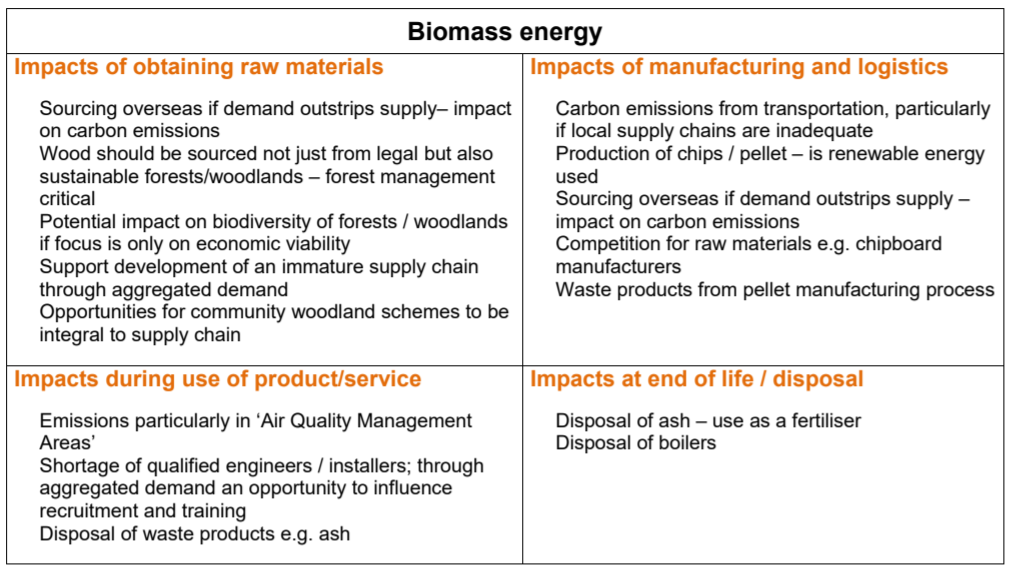 Biomass energy
Impacts of obtaining raw materials
Sourcing overseas if demand outstrips supply– impact
on carbon emissions
Wood should be sourced not just from legal but also
sustainable forests/woodlands – forest management
critical
Potential impact on biodiversity of forests / woodlands
if focus is only on economic viability
Support development of an immature supply chain
through aggregated demand
Opportunities for community woodland schemes to be
integral to supply chain
Impacts of manufacturing and logistics
Carbon emissions from transportation, particularly
if local supply chains are inadequate
Production of chips / pellet – is renewable energy
used
Sourcing overseas if demand outstrips supply –
impact on carbon emissions
Competition for raw materials e.g. chipboard
manufacturers
Waste products from pellet manufacturing process
Impacts during use of product/service
Emissions particularly in ‘Air Quality Management
Areas’
Shortage of qualified engineers / installers; through
aggregated demand an opportunity to influence
recruitment and training
Disposal of waste products e.g. ash
Impacts at end of life / disposal
Disposal of ash – use as a fertiliser
Disposal of boilers